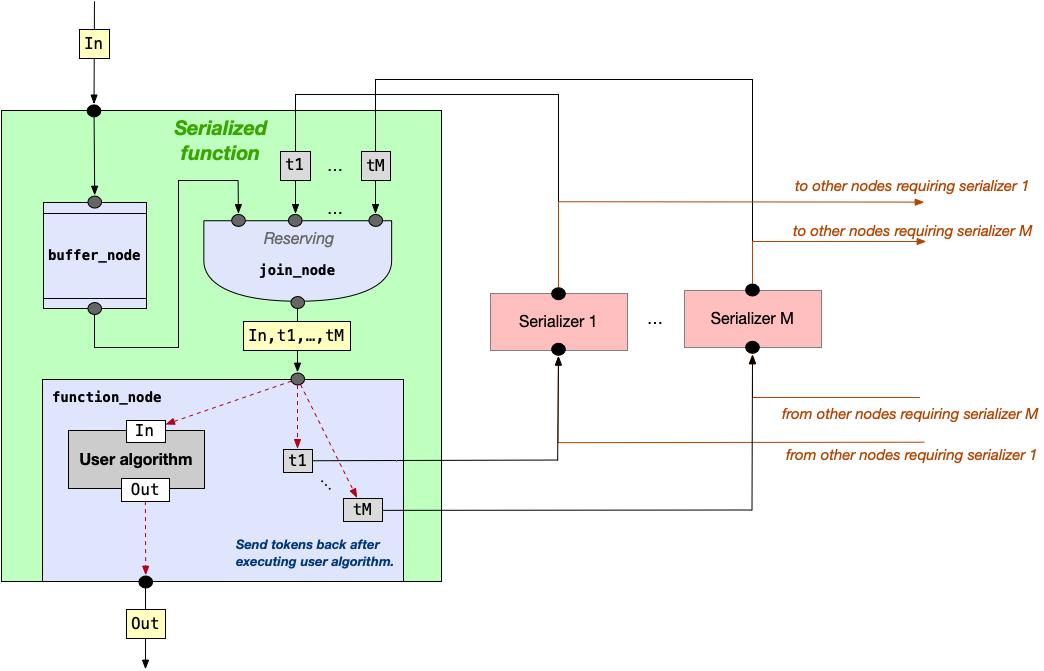 In
Serialized
function
t1
...
tM
...
to other nodes requiring serializer 1
to other nodes requiring serializer M
Reserving
join_node
buffer_node
In,t1,…,tM
Serializer 1
...
Serializer M
function_node
In
User algorithm
Out
t1
...
tM
from other nodes requiring serializer M
from other nodes requiring serializer 1
Send tokens back after
executing user algorithm.
Out